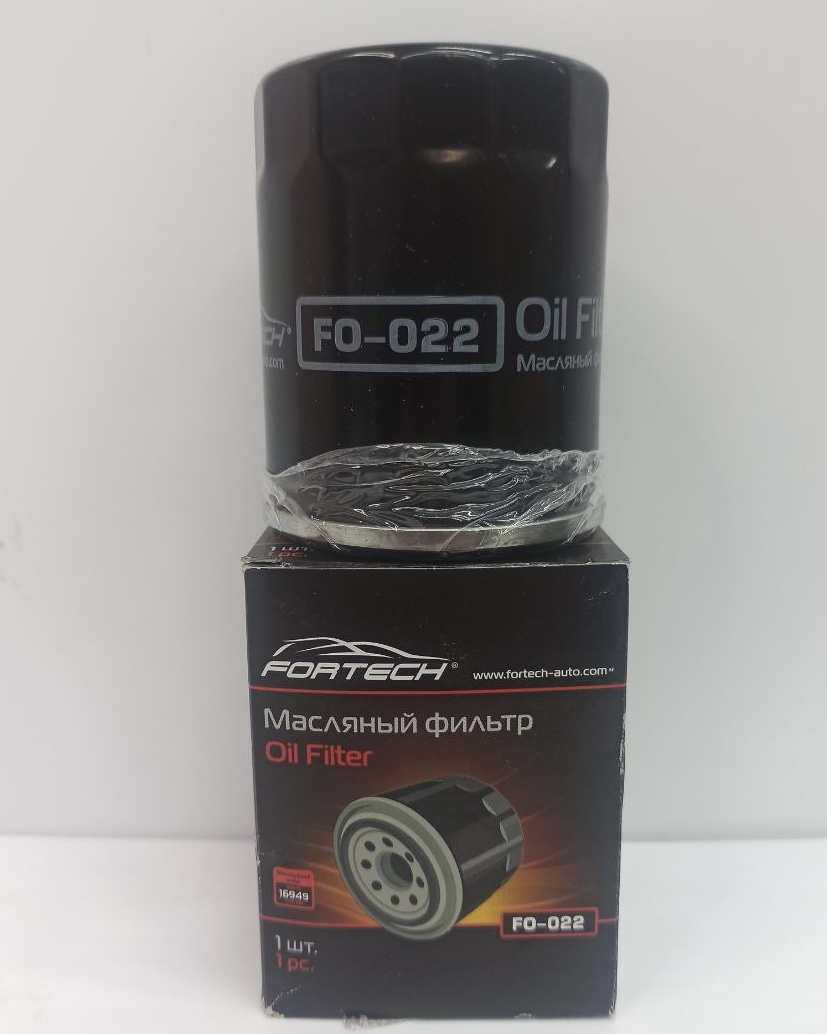 FO-022
Oil Fil
Масляный
1 шт.
1 pc.
FORTECH®
www.fortech-auto.com
Масляный фильтр
Oil Filter
16949
FO-022
1 шт.
1 pc.